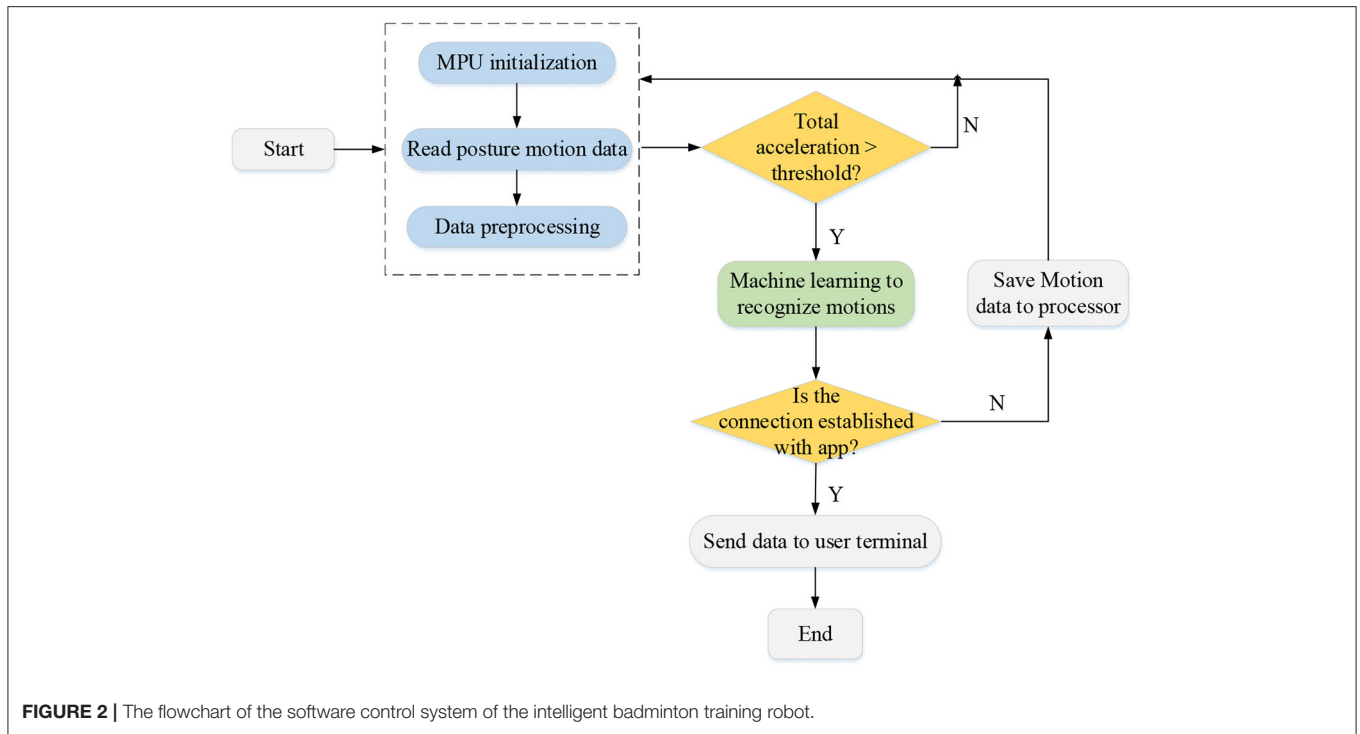 MPU initialization
Start
Read posture motion data
Data preprocessing
Total
acceleration >
threshold?
N
Y
Machine learning to
recognize motions
Save Motion
data to processor
Is the
connection established
with app?
N
Y
Send data to user terminal
End
FIGURE 2 | The flowchart of the software control system of the intelligent badminton training robot.